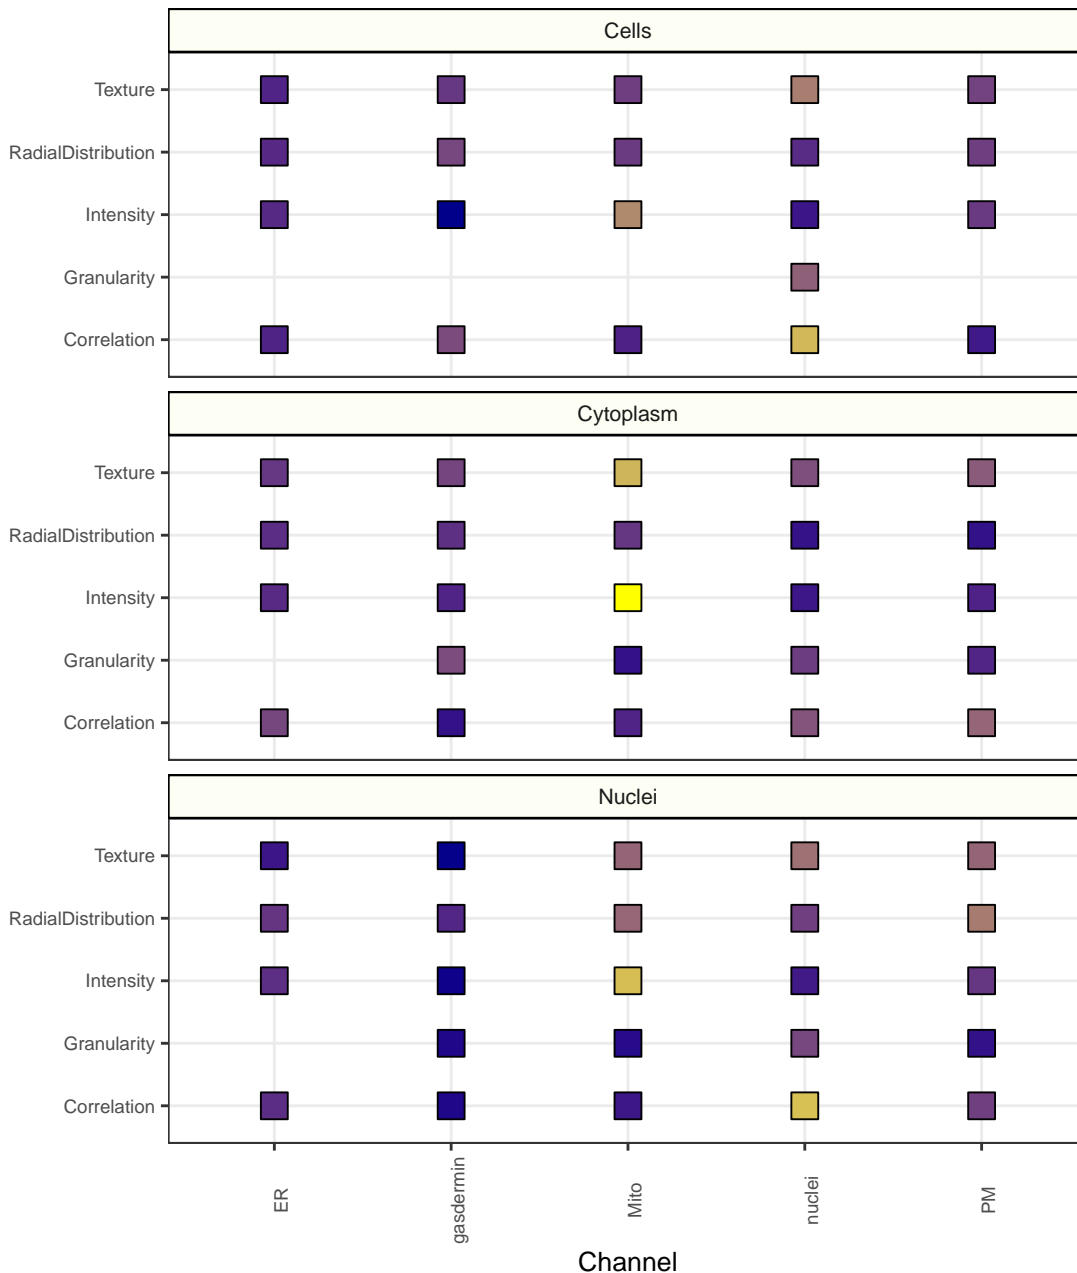 Cells
Texture
RadialDistribution
Intensity
Granularity
Correlation
Cytoplasm
Texture
RadialDistribution
Intensity
Granularity
Correlation
Nuclei
Texture
RadialDistribution
Intensity
Granularity
Correlation
ER
gasdermin
Mito
nuclei
PM
Channel